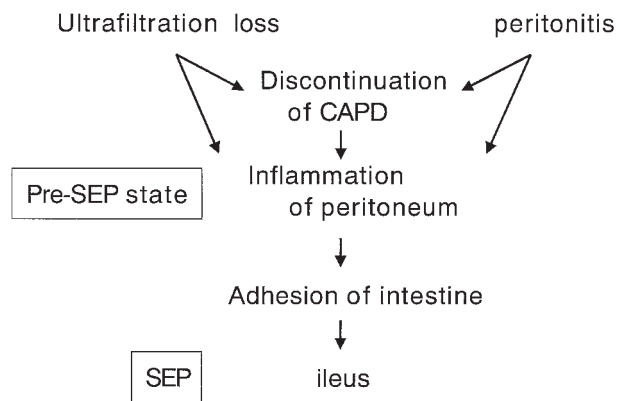 Ultrafiltration loss peritonitis
Discontinuation
of CAPD
Pre-SEP state
Inflammation
of peritoneum
Adhesion of intestine
SEP
ileus